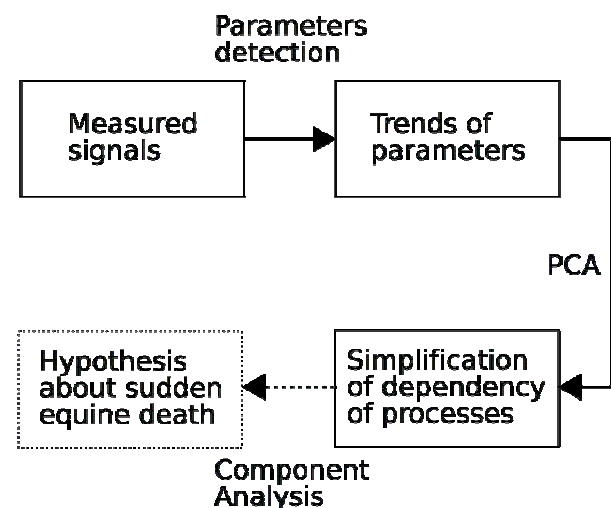 Parameters
detection
Measured
signals
Trends of
parameters
PCA
Hypothesis
about sudden
equine death
Simplification
of dependency
of processes
Component
Analysis